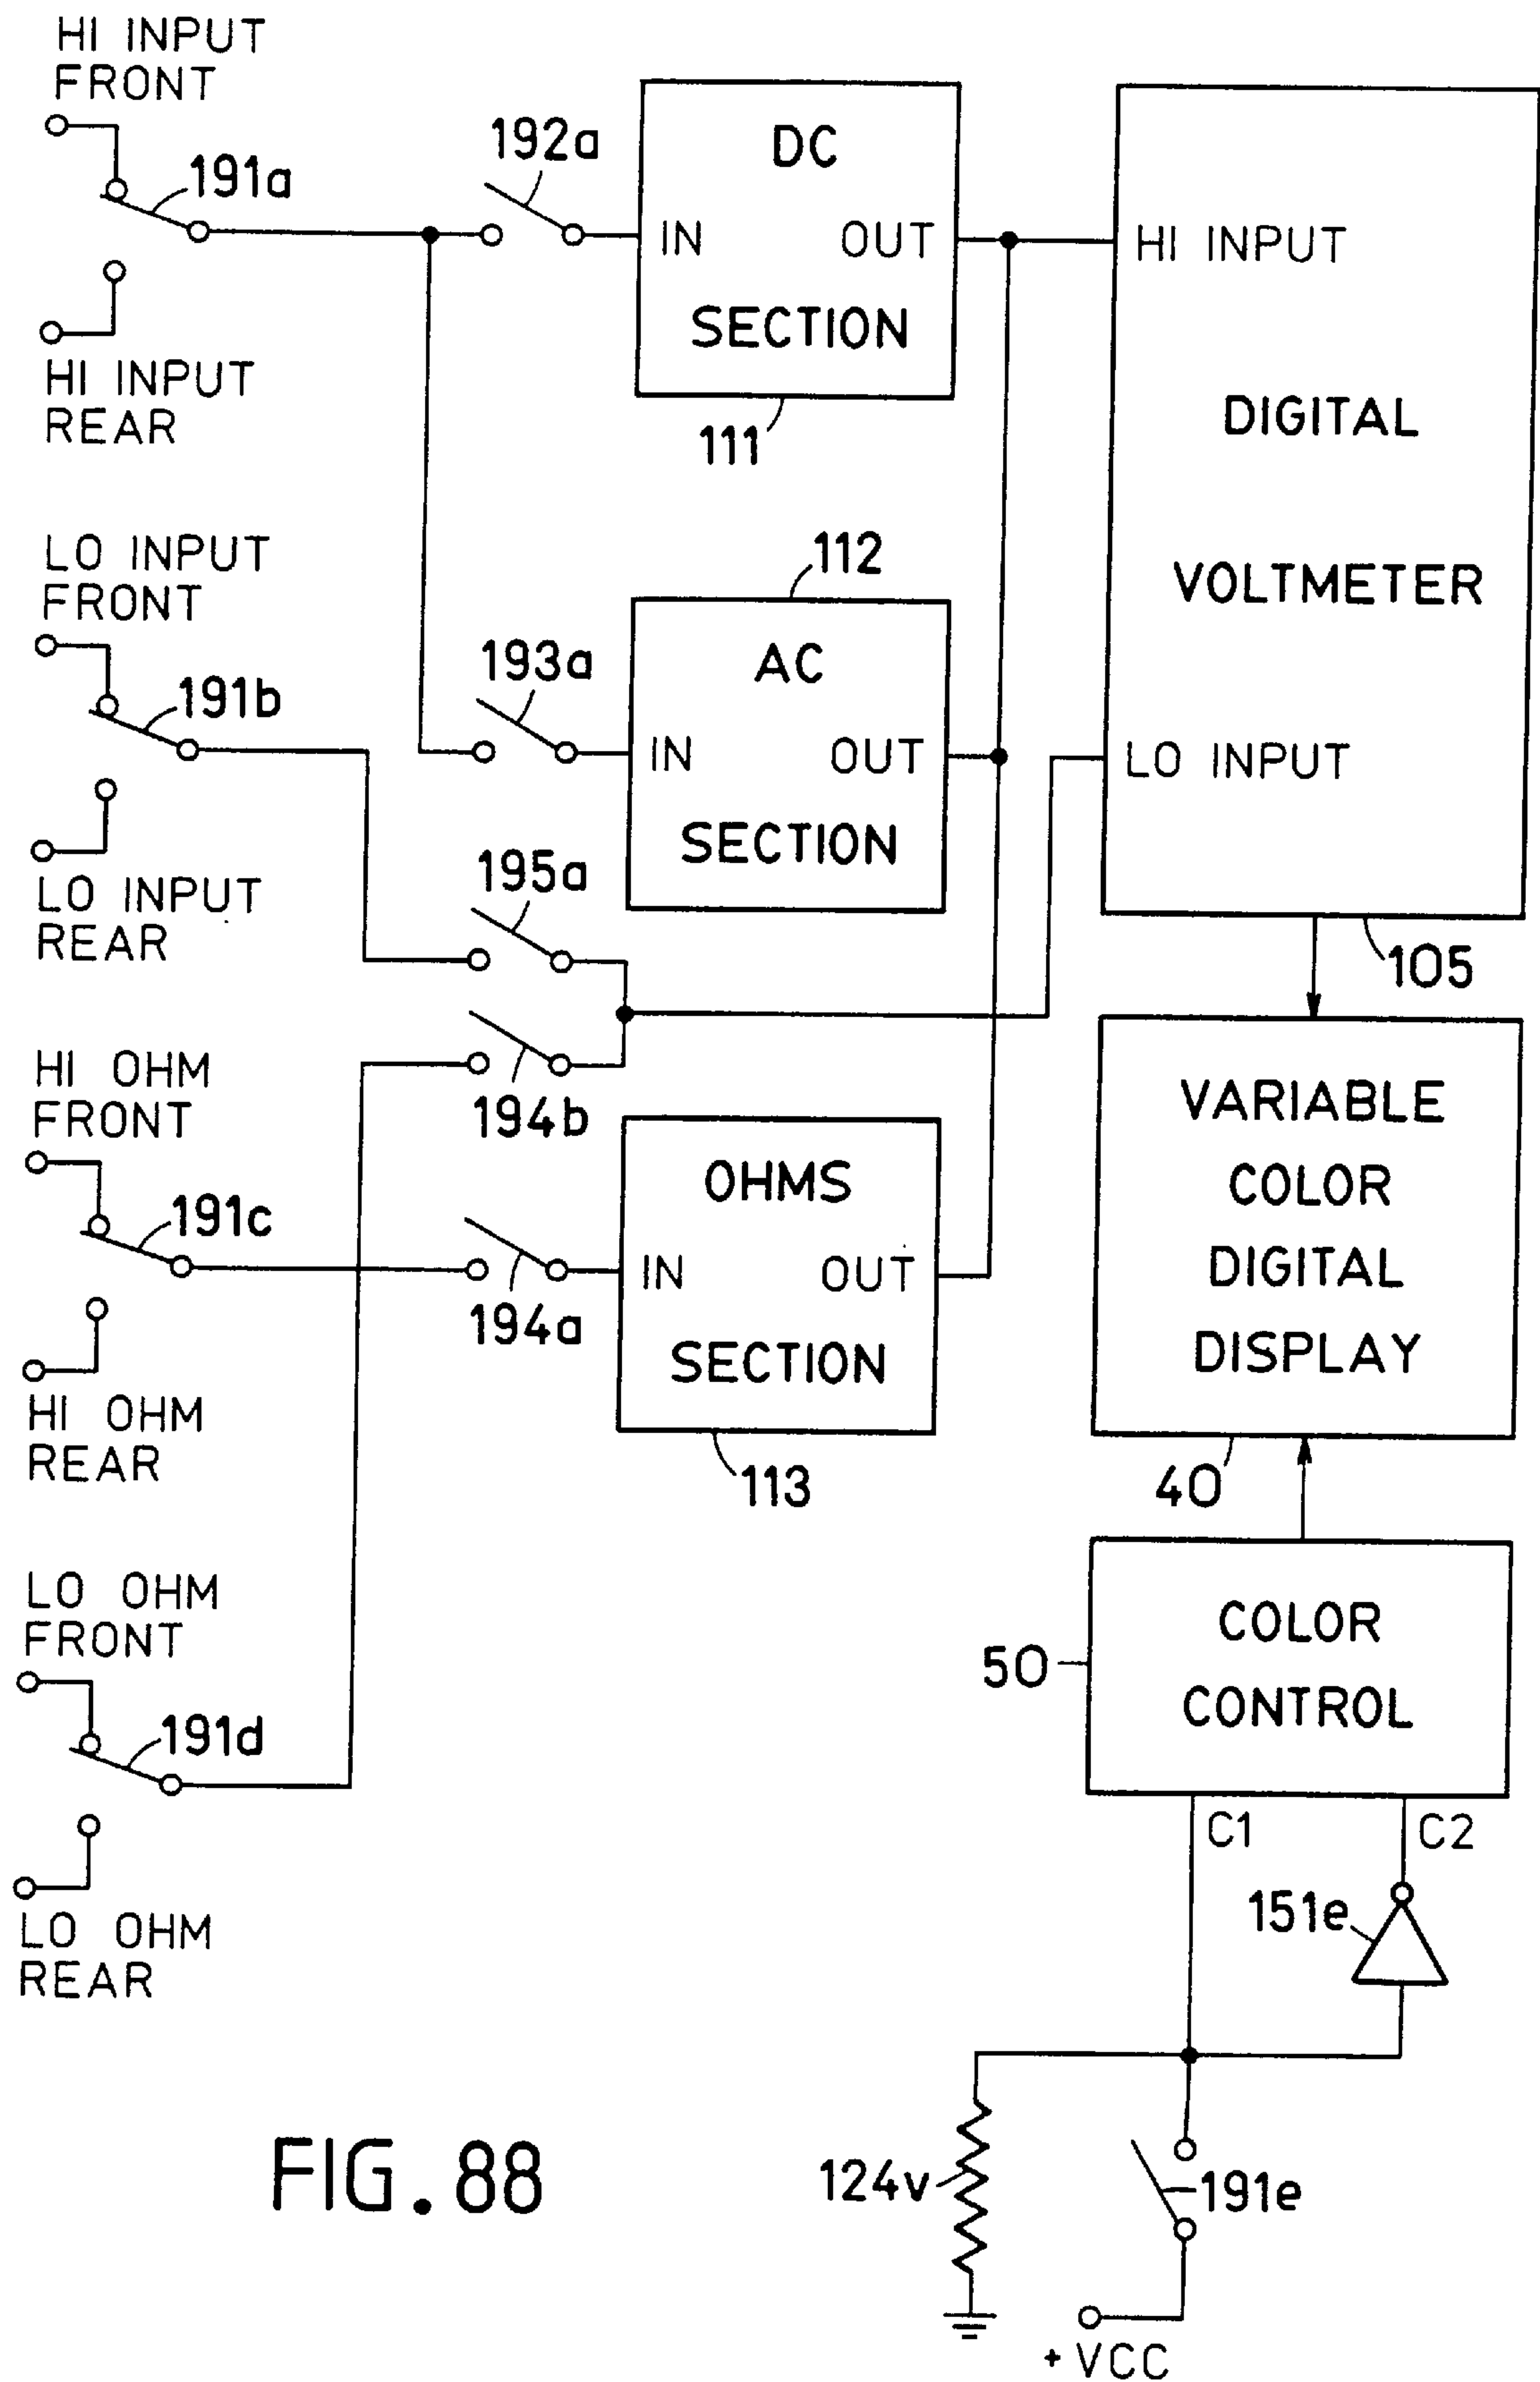 HI INPUT
FRONT
191a
HI INPUT
REAR
192a
DC
IN OUT
SECTION
111
HI INPUT
DIGITAL
VOLTMETER
LO INPUT
105
LO INPUT
FRONT
191b
LO INPUT
REAR
193a
112
AC
IN OUT
SECTION
195a
194b
HI OHM
FRONT
191c
HI OHM
REAR
194a
OHMS
IN OUT
SECTION
113
VARIABLE
COLOR
DIGITAL
DISPLAY
40
LO OHM
FRONT
191d
LO OHM
REAR
50
COLOR
CONTROL
C1 C2
151e
124v
191e
+ VCC
FIG. 88